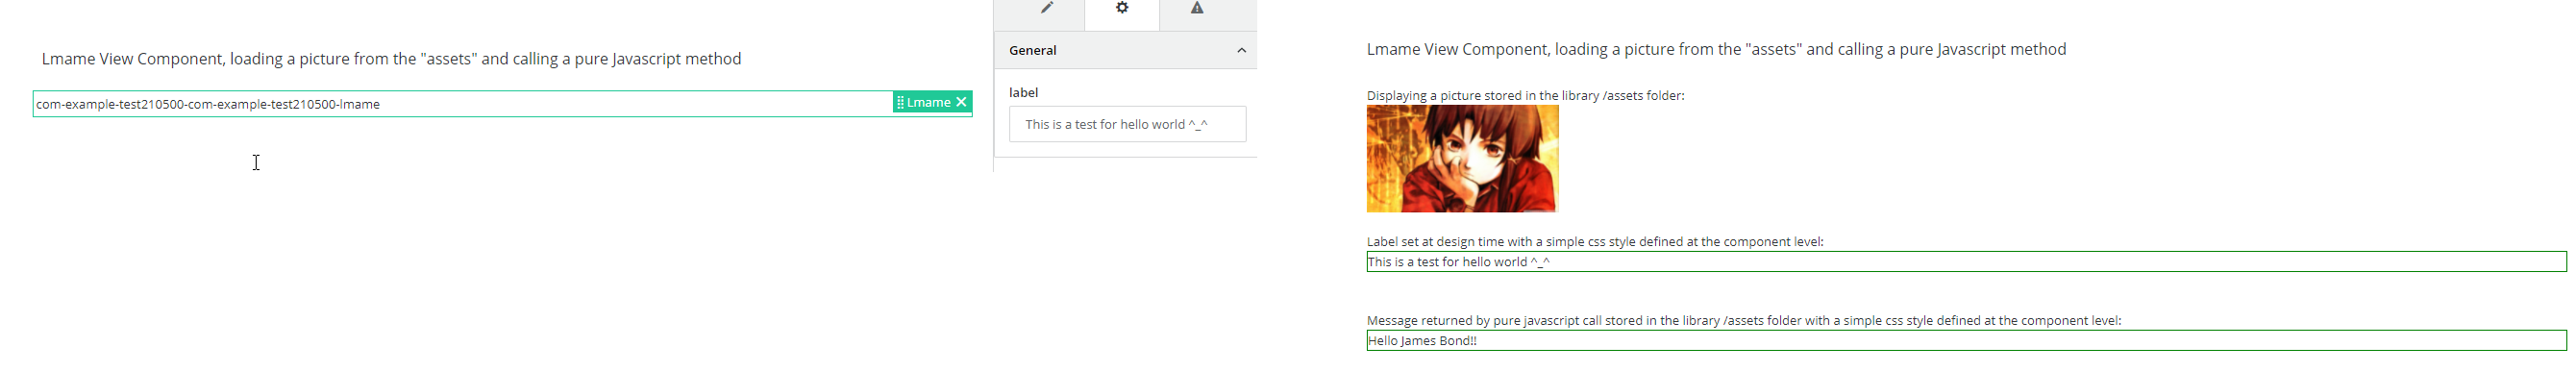 Lmame View Component, loading a picture from the "assets" and calling a pure Javascript method
com-example-test210500-com-example-test210500-lmame
Lmame
General
label
This is a test for hello world ^_^
Lmame View Component, loading a picture from the "assets" and calling a pure Javascript method
Displaying a picture stored in the library /assets folder:
Label set at design time with a simple css style defined at the component level:
This is a test for hello world ^_^
Message returned by pure javascript call stored in the library /assets folder with a simple css style defined at the component level:
Hello James Bond!!